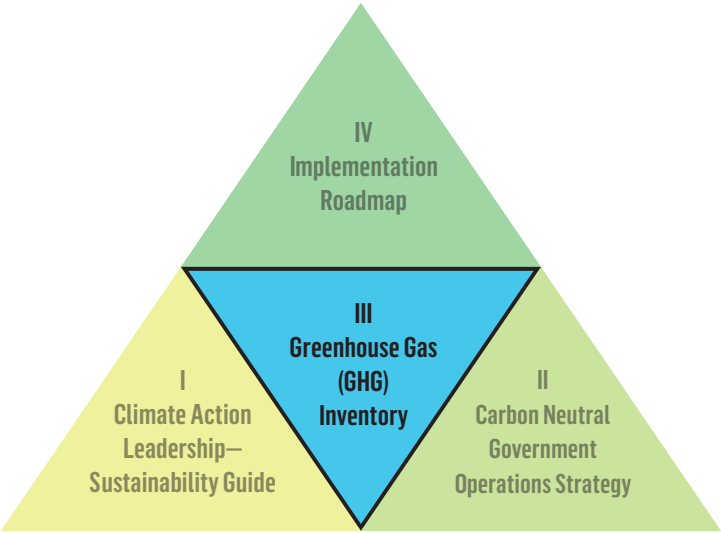 IV
Implementation
Roadmap
III
Greenhouse Gas
(GHG)
Inventory
I
Climate Action
Leadership—
Sustainability Guide
II
Carbon Neutral
Government
Operations Strategy